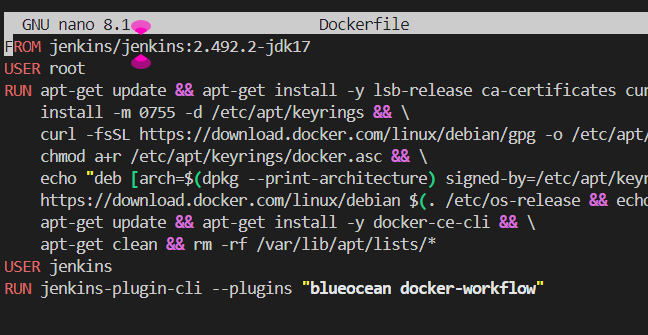 GNU nano 8.1 Dockerfile
FROM jenkins/jenkins:2.492.2-jdk17
USER root
RUN apt-get update && apt-get install -y lsb-release ca-certificates cur
install -m 0755 -d /etc/apt/keyrings && \
curl -fsSL https://download.docker.com/linux/debian/gpg -o /etc/apt/
chmod a+r /etc/apt/keyrings/docker.asc && \
echo "deb [arch=$(dpkg --print-architecture) signed-by=/etc/apt/keyr
https://download.docker.com/linux/debian $(. /etc/os-release && echo
apt-get update && apt-get install -y docker-ce-cli && \
apt-get clean && rm -rf /var/lib/apt/lists/*
USER jenkins
RUN jenkins-plugin-cli --plugins "blueocean docker-workflow"